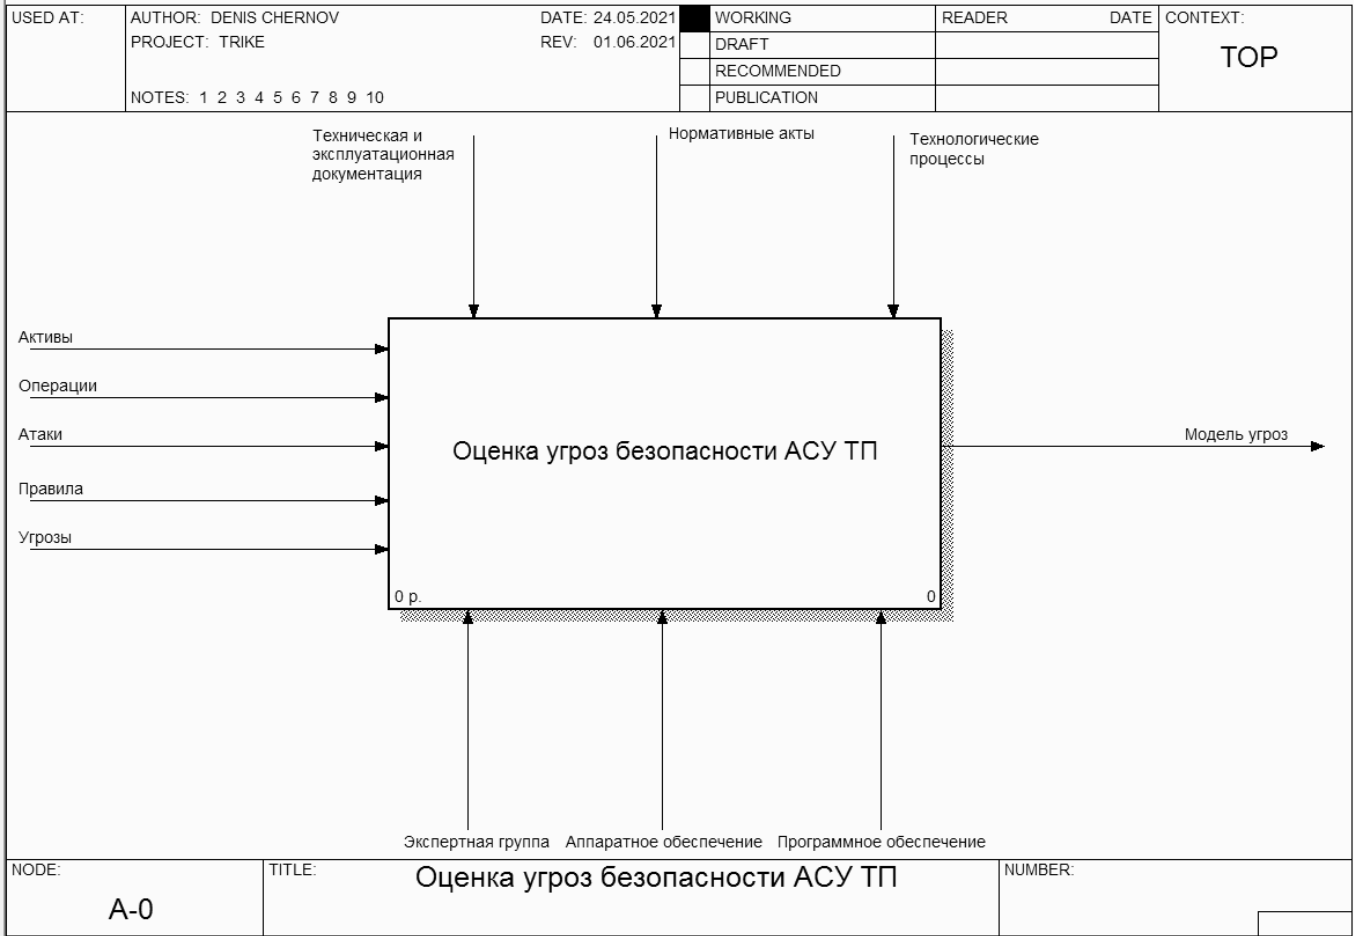 USED AT:
AUTHOR: DENIS CHERNOV
DATE: 24.05.2021
WORKING
READER
DATE
CONTEXT:
PROJECT: TRIKE
REV: 01.06.2021
DRAFT
TOP
RECOMMENDED
NOTES: 1 2 3 4 5 6 7 8 9 10
PUBLICATION
Техническая и
эксплуатационная
документация
Нормативные акты
Технологические
процессы
Активы
Операции
Атаки
Правила
Угрозы
Оценка угроз безопасности АСУ ТП
0 р.
0
Модель угроз
Экспертная группа
Аппаратное обеспечение
Программное обеспечение
NODE:
A-0
TITLE:
Оценка угроз безопасности АСУ ТП
NUMBER: